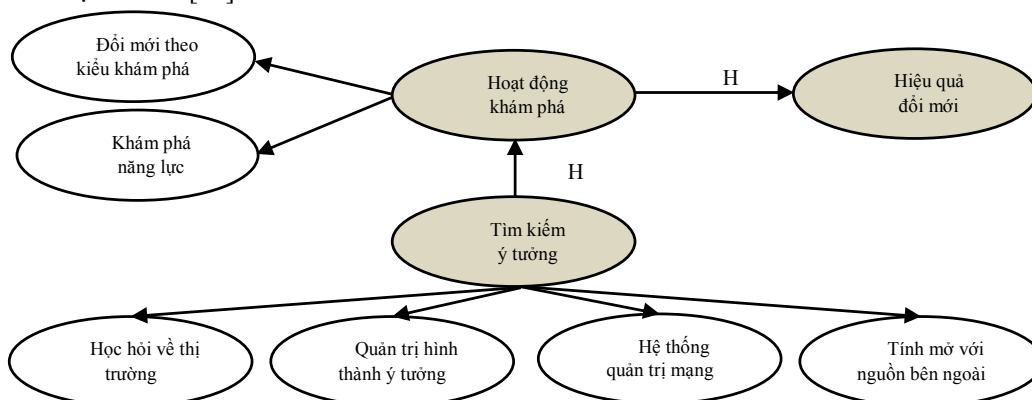 Đổi mới theo
kiểu khám phá
Hoạt động
khám phá
H
Hiệu quả
đổi mới
Khám phá
năng lực
H
Tìm kiếm
ý tưởng
Học hỏi về thị
trường
Quản trị hình
thành ý tưởng
Hệ thống
quản trị mạng
Tính mở với
nguồn bên ngoài